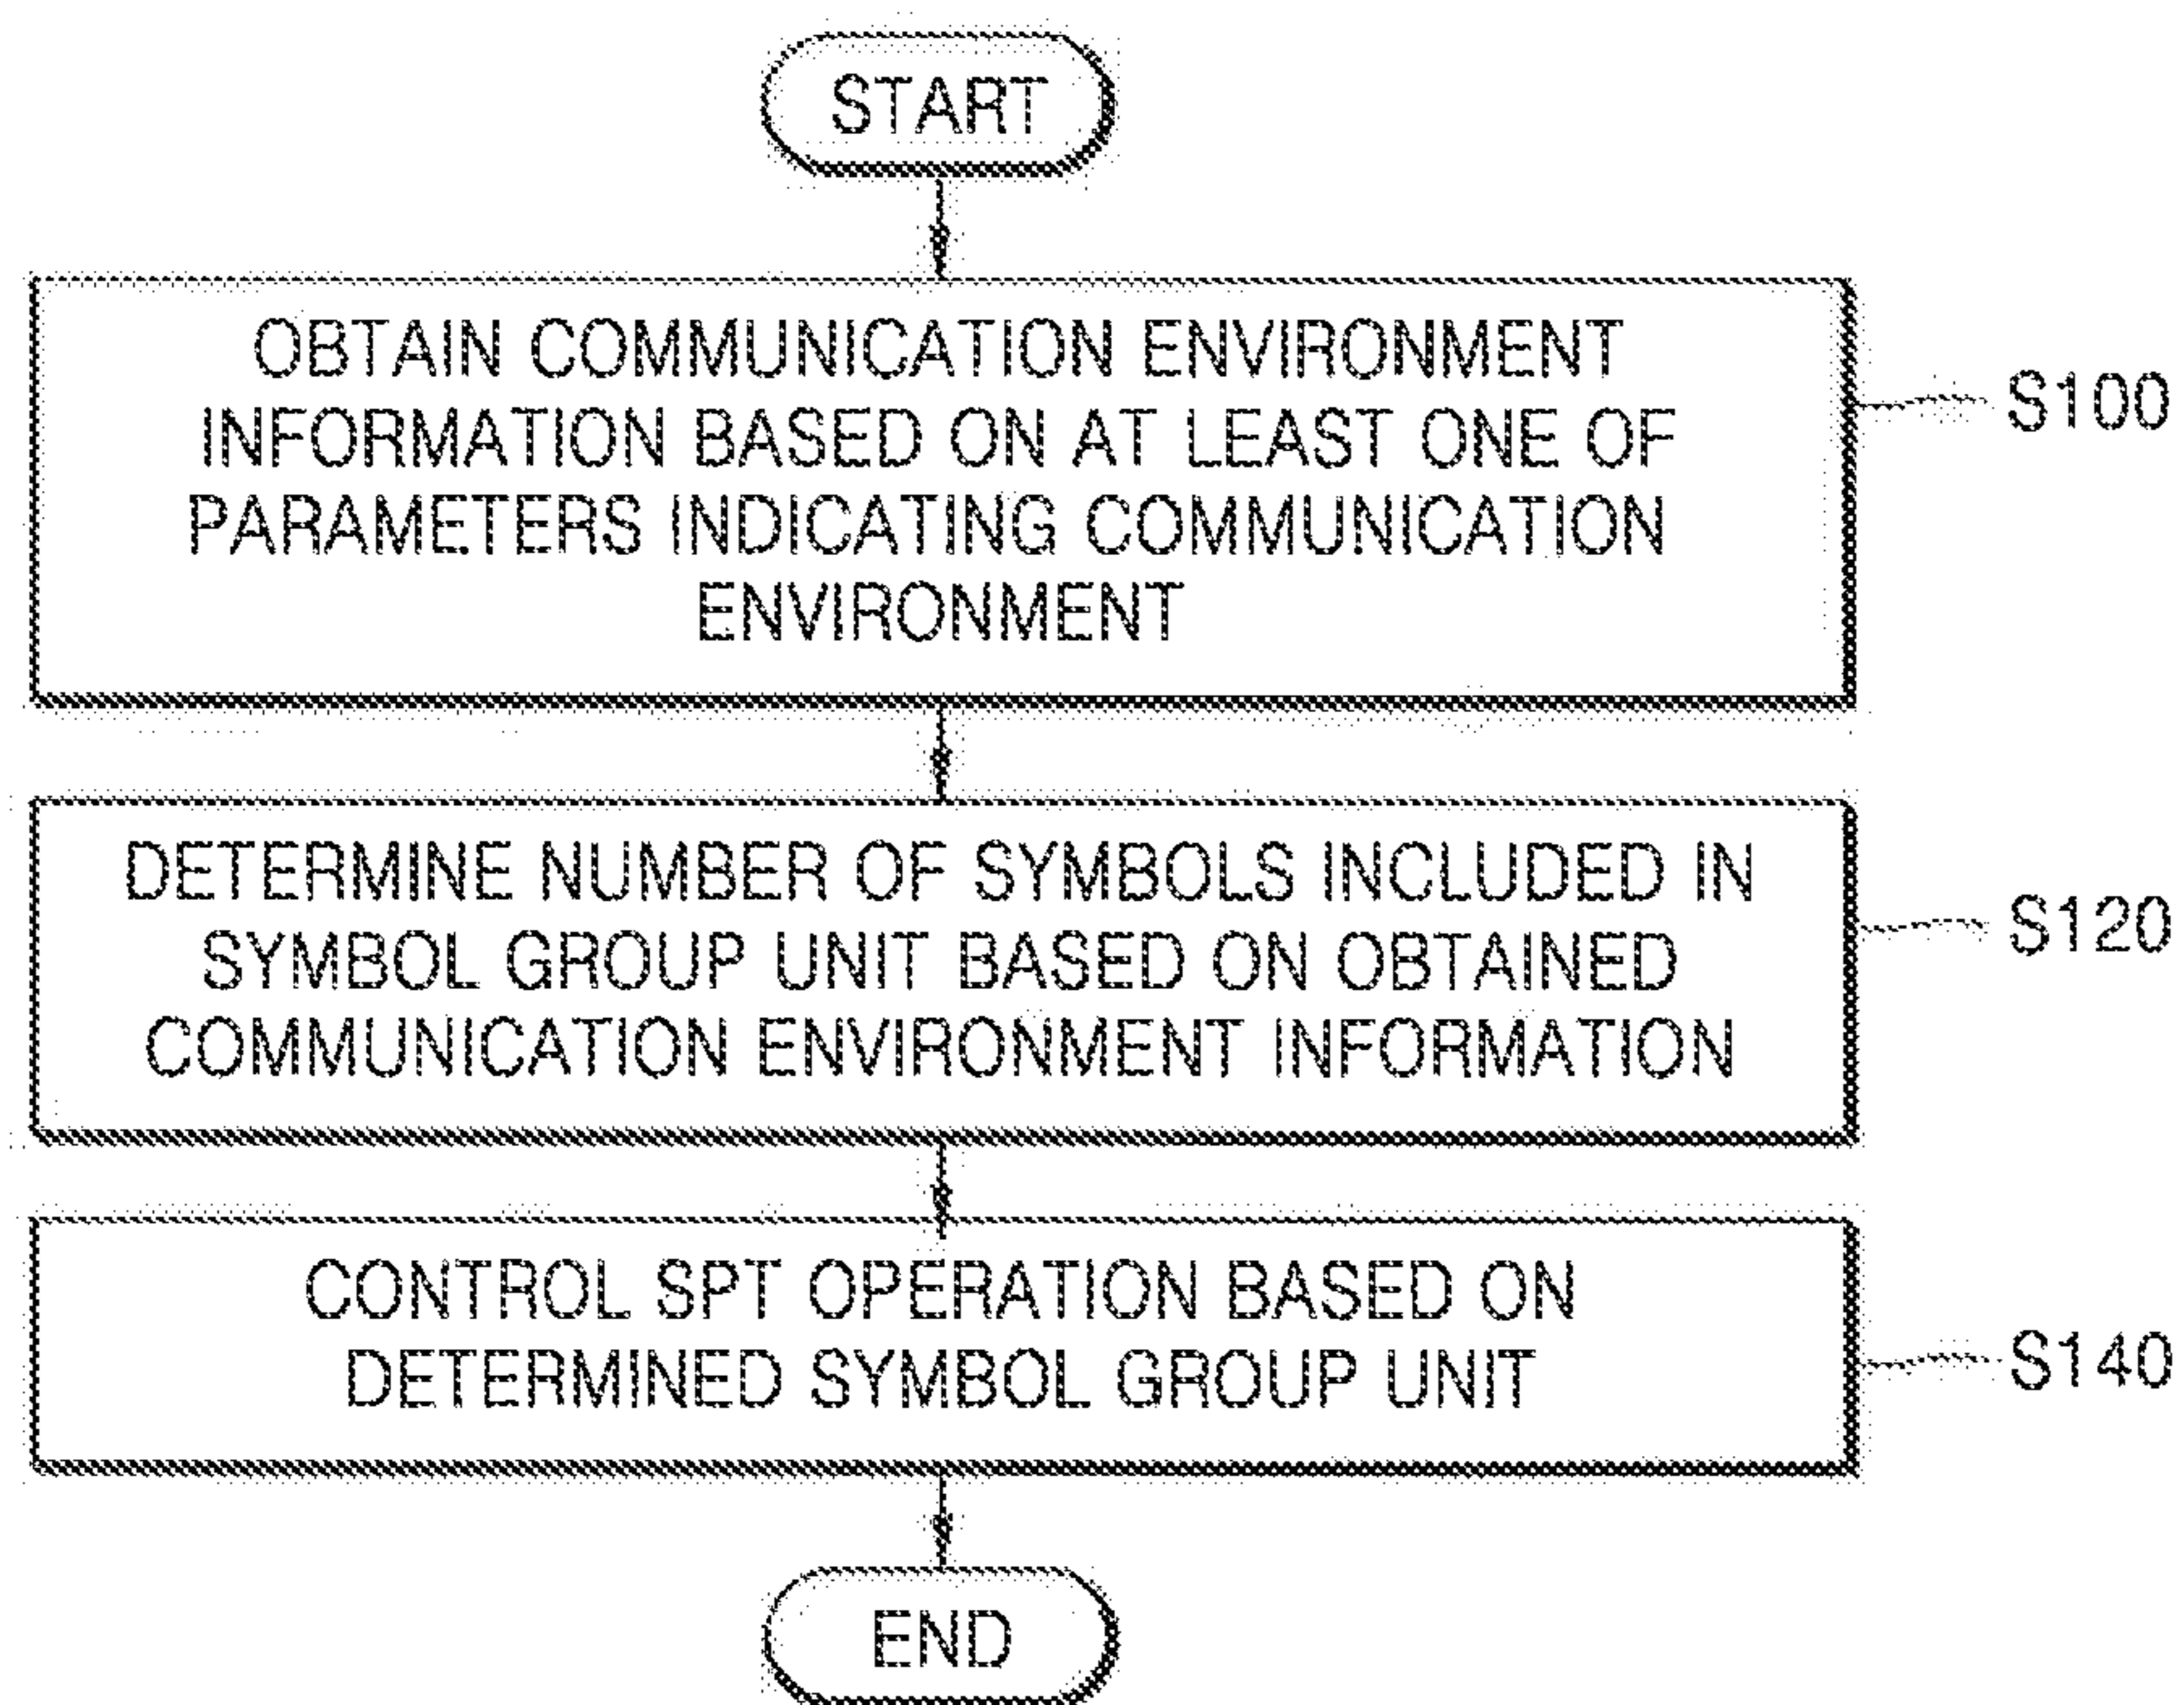 START
OBTAIN COMMUNICATION ENVIRONMENT
INFORMATION BASED ON AT LEAST ONE OF
PARAMETERS INDICATING COMMUNICATION
ENVIRONMENT
S100
DETERMINE NUMBER OF SYMBOLS INCLUDED IN
SYMBOL GROUP UNIT BASED ON OBTAINED
COMMUNICATION ENVIRONMENT INFORMATION
S120
CONTROL SPT OPERATION BASED ON
DETERMINED SYMBOL GROUP UNIT
S140
END